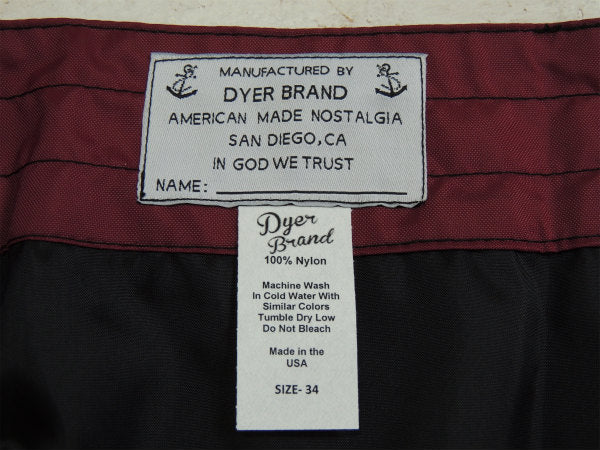 MANUFACTURED BY
DYER BRAND
AMERICAN MADE NOSTALGIA
SAN DIEGO, CA
IN GOD WE TRUST
NAME:
Dyer
Brand
100% Nylon
Machine Wash
In Cold Water With
Similar Colors
Tumble Dry Low
Do Not Bleach
Made in the
USA
SIZE- 34